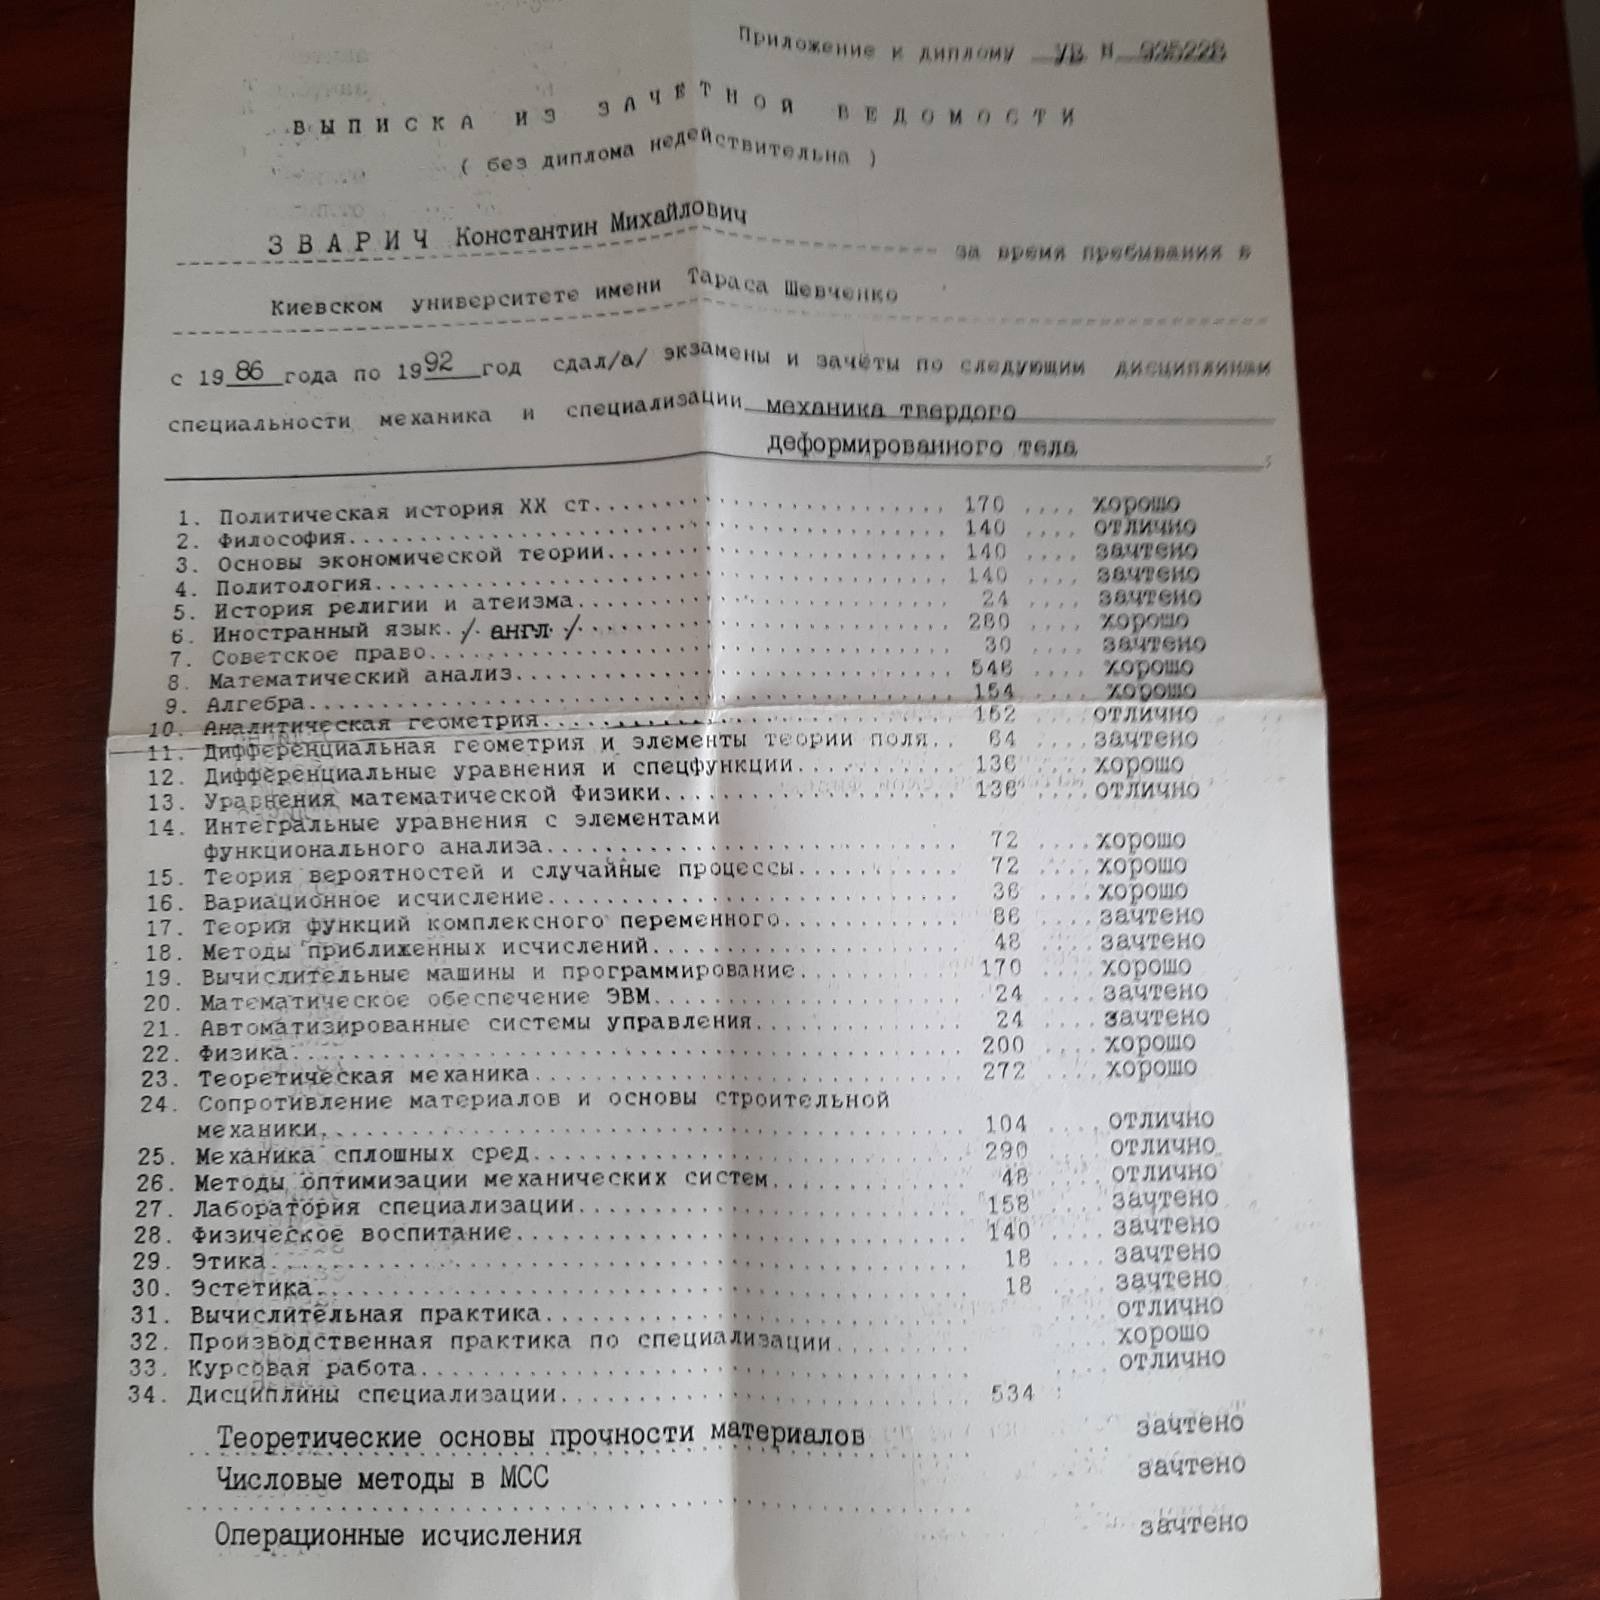 Приложение к диплому УВ N 935228
ВЫПИСКА ИЗ ЗАЧЁТНОЙ ВЕДОМОСТИ
( без диплома недействительна )
ЗВАРИЧ Константин Михайлович за время пребывания в
Киевском университете имени Тараса Шевченко
с 1986 года по 1992 год сдал/а/ экзамены и зачёты по следующим дисциплинам
специальности механика и специализации механика твердого
деформированного тела
1. Политическая история XX ст. 170 .... хорошо
2. Философия 140 .... отлично
3. Основы экономической теории 140 .... зачтено
4. Политология 140 .... зачтено
5. История религии и атеизма 24 .... зачтено
6. Иностранный язык /англ/ 280 .... хорошо
7. Советское право 30 .... зачтено
8. Математический анализ 546 .... хорошо
9. Алгебра 154 .... хорошо
10. Аналитическая геометрия 152 .... отлично
11. Дифференциальная геометрия и элементы теории поля.. 64 .... зачтено
12. Дифференциальные уравнения и спецфункции 136 .... хорошо
13. Уравнения математической Физики 136 .... отлично
14. Интегральные уравнения с элементами
функционального анализа 72 .... хорошо
15. Теория вероятностей и случайные процессы 72 .... хорошо
16. Вариационное исчисление 36 .... хорошо
17. Теория функций комплексного переменного 86 .... зачтено
18. Методы приближенных исчислений 48 .... зачтено
19. Вычислительные машины и программирование 170 .... хорошо
20. Математическое обеспечение ЭВМ 24 .... зачтено
21. Автоматизированные системы управления 24 .... зачтено
22. Физика 200 .... хорошо
23. Теоретическая механика 272 .... хорошо
24. Сопротивление материалов и основы строительной
механики 104 .... отлично
25. Механика сплошных сред 290 .... отлично
26. Методы оптимизации механических систем 48 .... отлично
27. Лаборатория специализации 158 .... зачтено
28. Физическое воспитание 140 .... зачтено
29. Этика 18 .... зачтено
30. Эстетика 18 .... зачтено
31. Вычислительная практика отлично
32. Производственная практика по специализации хорошо
33. Курсовая работа отлично
34. Дисциплины специализации 534
Теоретические основы прочности материалов зачтено
Числовые методы в МСС зачтено
Операционные исчисления зачтено